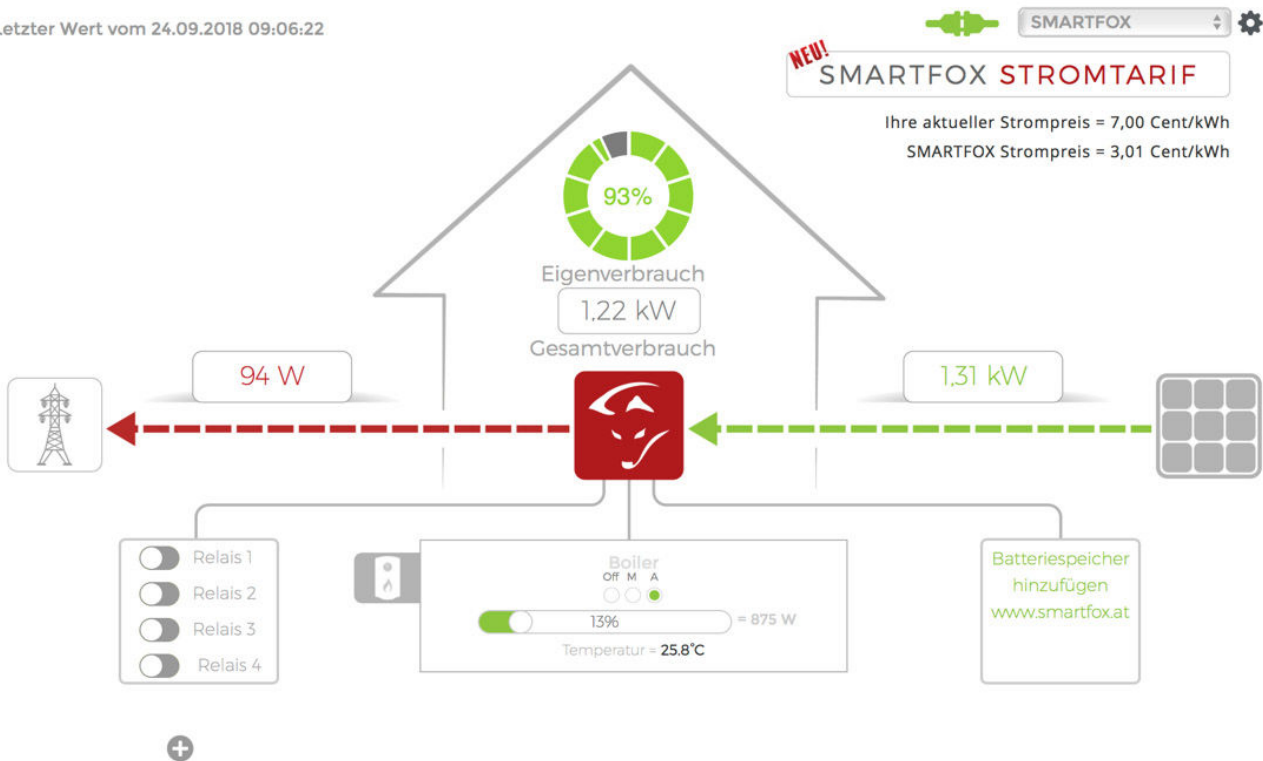 Letzter Wert vom 24.09.2018 09:06:22
SMARTFOX
NEU!
SMARTFOX STROMTARIF
Ihre aktueller Strompreis = 7,00 Cent/kWh
SMARTFOX Strompreis = 3,01 Cent/kWh
93%
Eigenverbrauch
1,22 kW
Gesamtverbrauch
94 W
1,31 kW
Relais 1
Relais 2
Relais 3
Relais 4
Boiler
Off M A
13% = 875 W
Temperatur = 25.8°C
Batteriespeicher
hinzufügen
www.smartfox.at